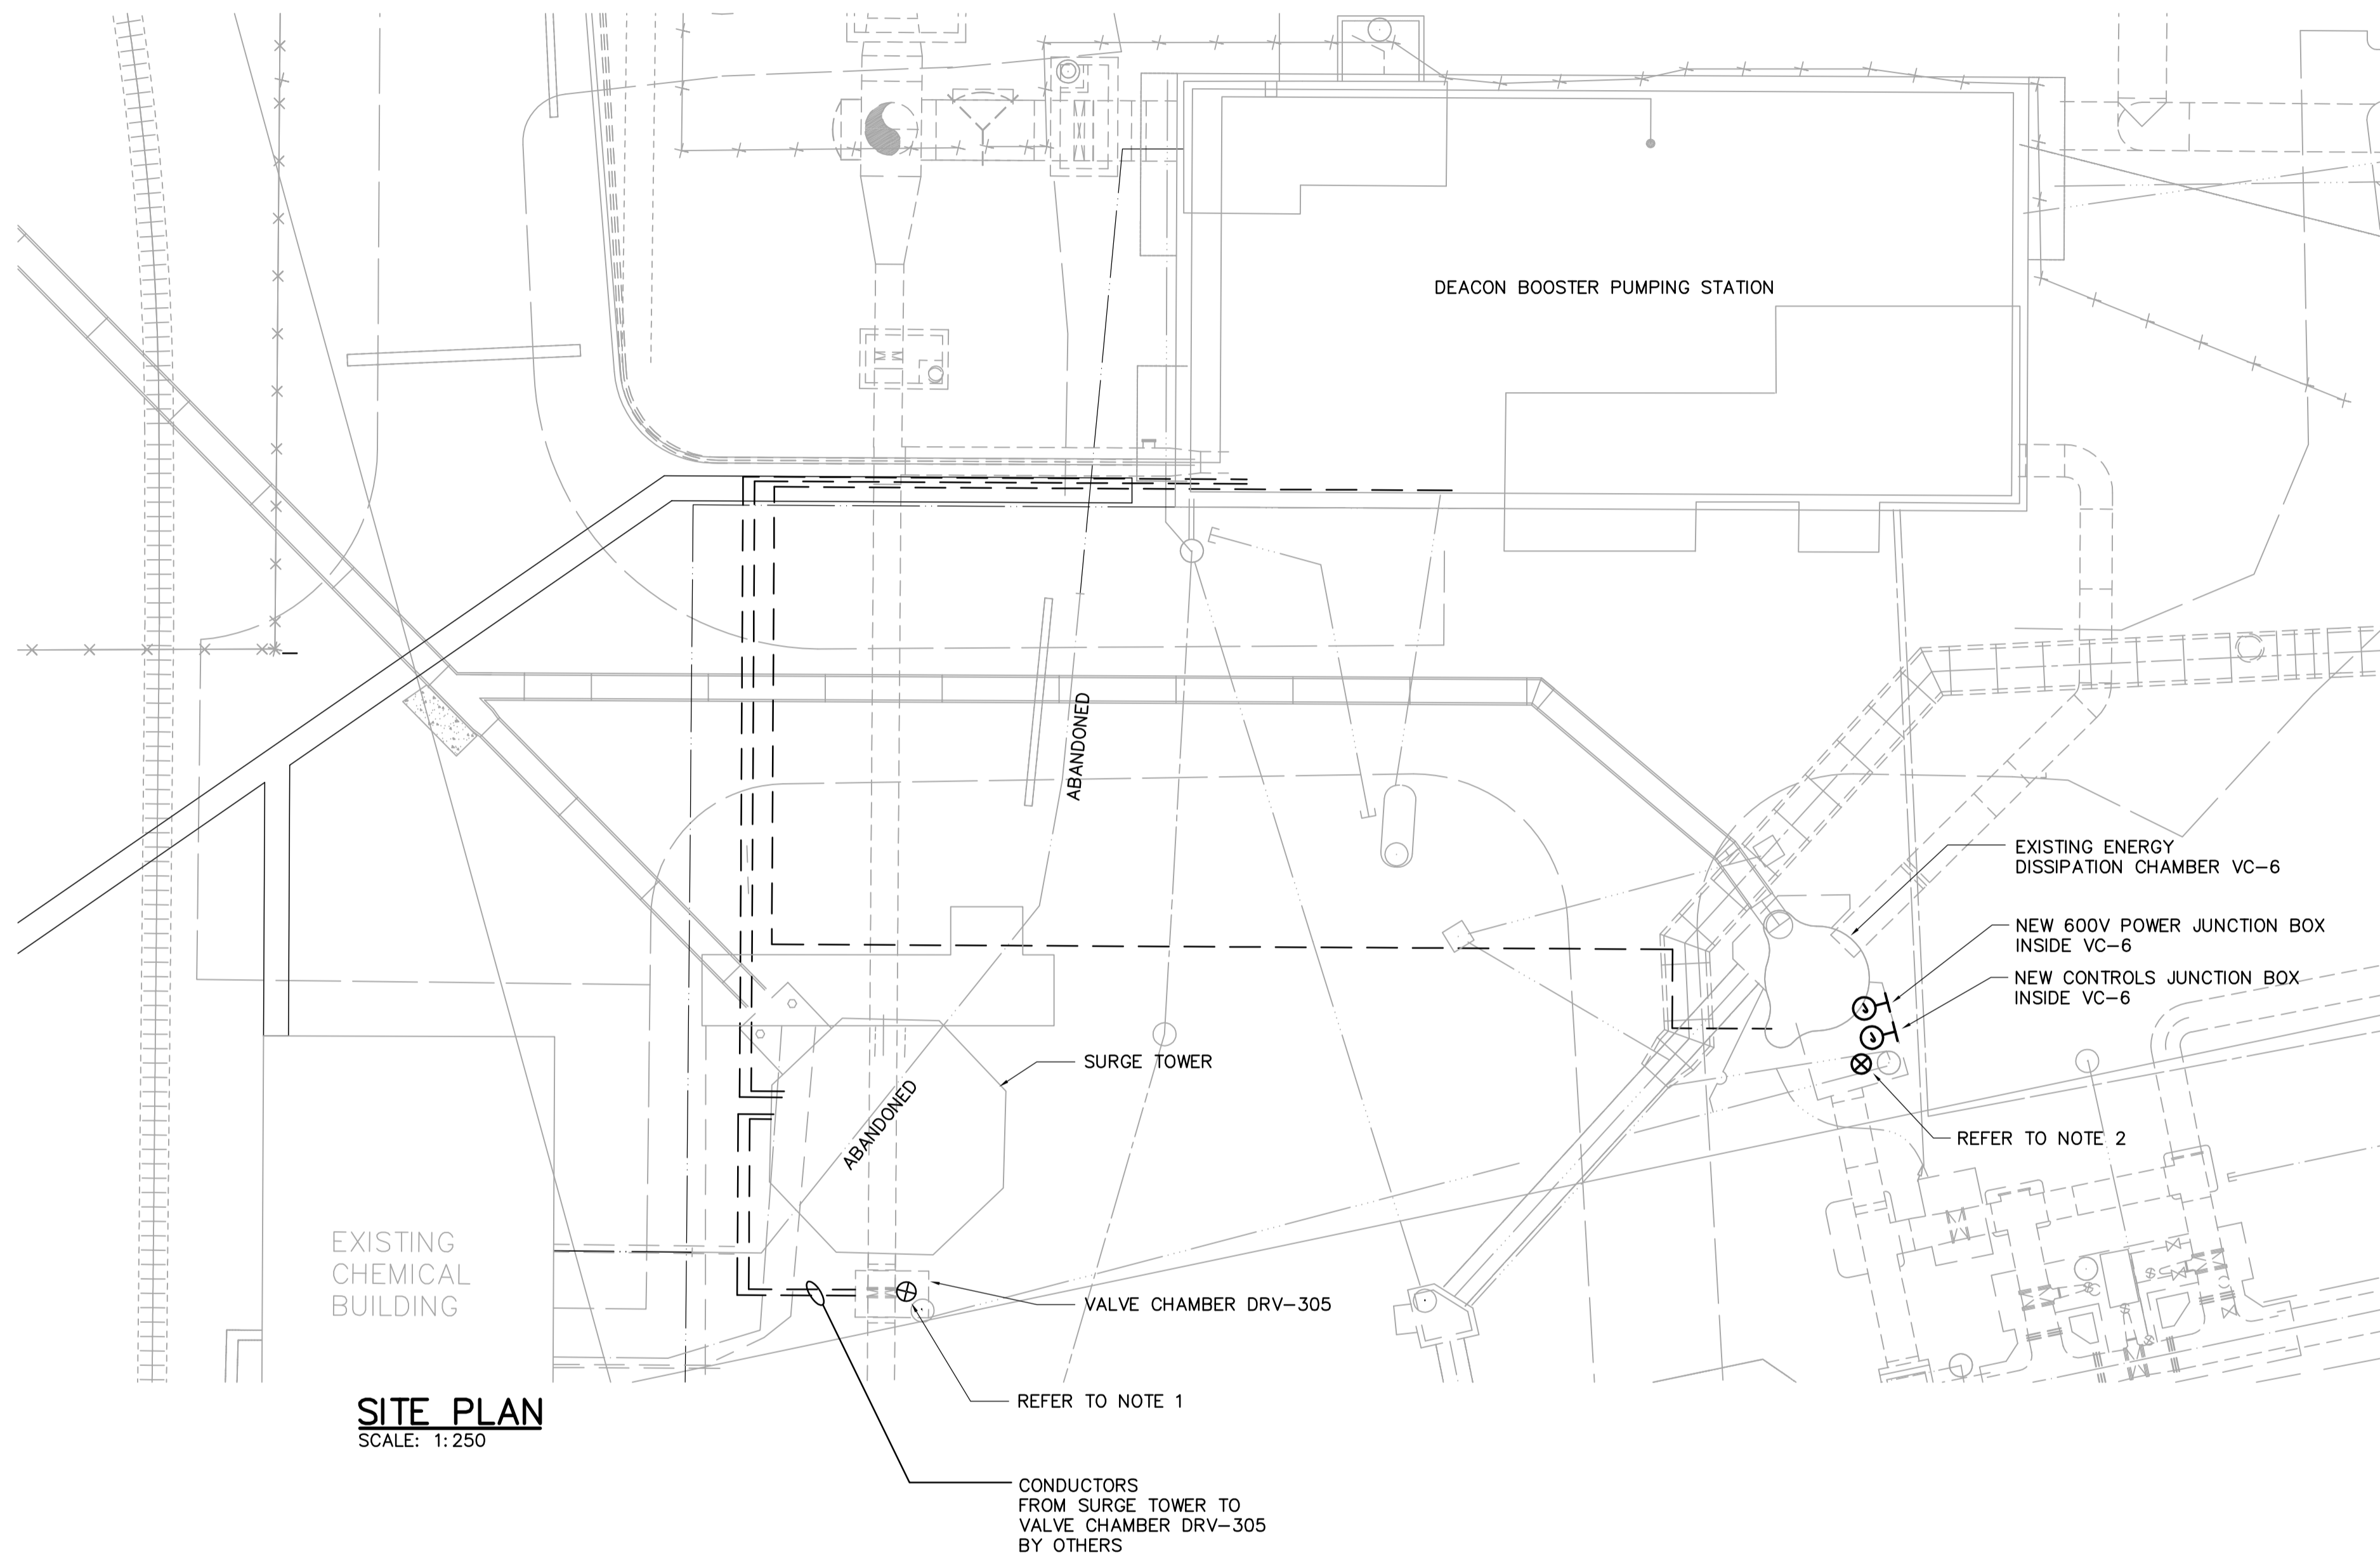 DEACON BOOSTER PUMPING STATION
ABANDONED
EXISTING ENERGY
DISSIPATION CHAMBER VC-6
NEW 600V POWER JUNCTION BOX
INSIDE VC-6
NEW CONTROLS JUNCTION BOX
INSIDE VC-6
SURGE TOWER
ABANDONED
REFER TO NOTE 2
EXISTING
CHEMICAL
BUILDING
VALVE CHAMBER DRV-305
REFER TO NOTE 1
SITE PLAN
SCALE: 1:250
CONDUCTORS
FROM SURGE TOWER TO
VALVE CHAMBER DRV-305
BY OTHERS